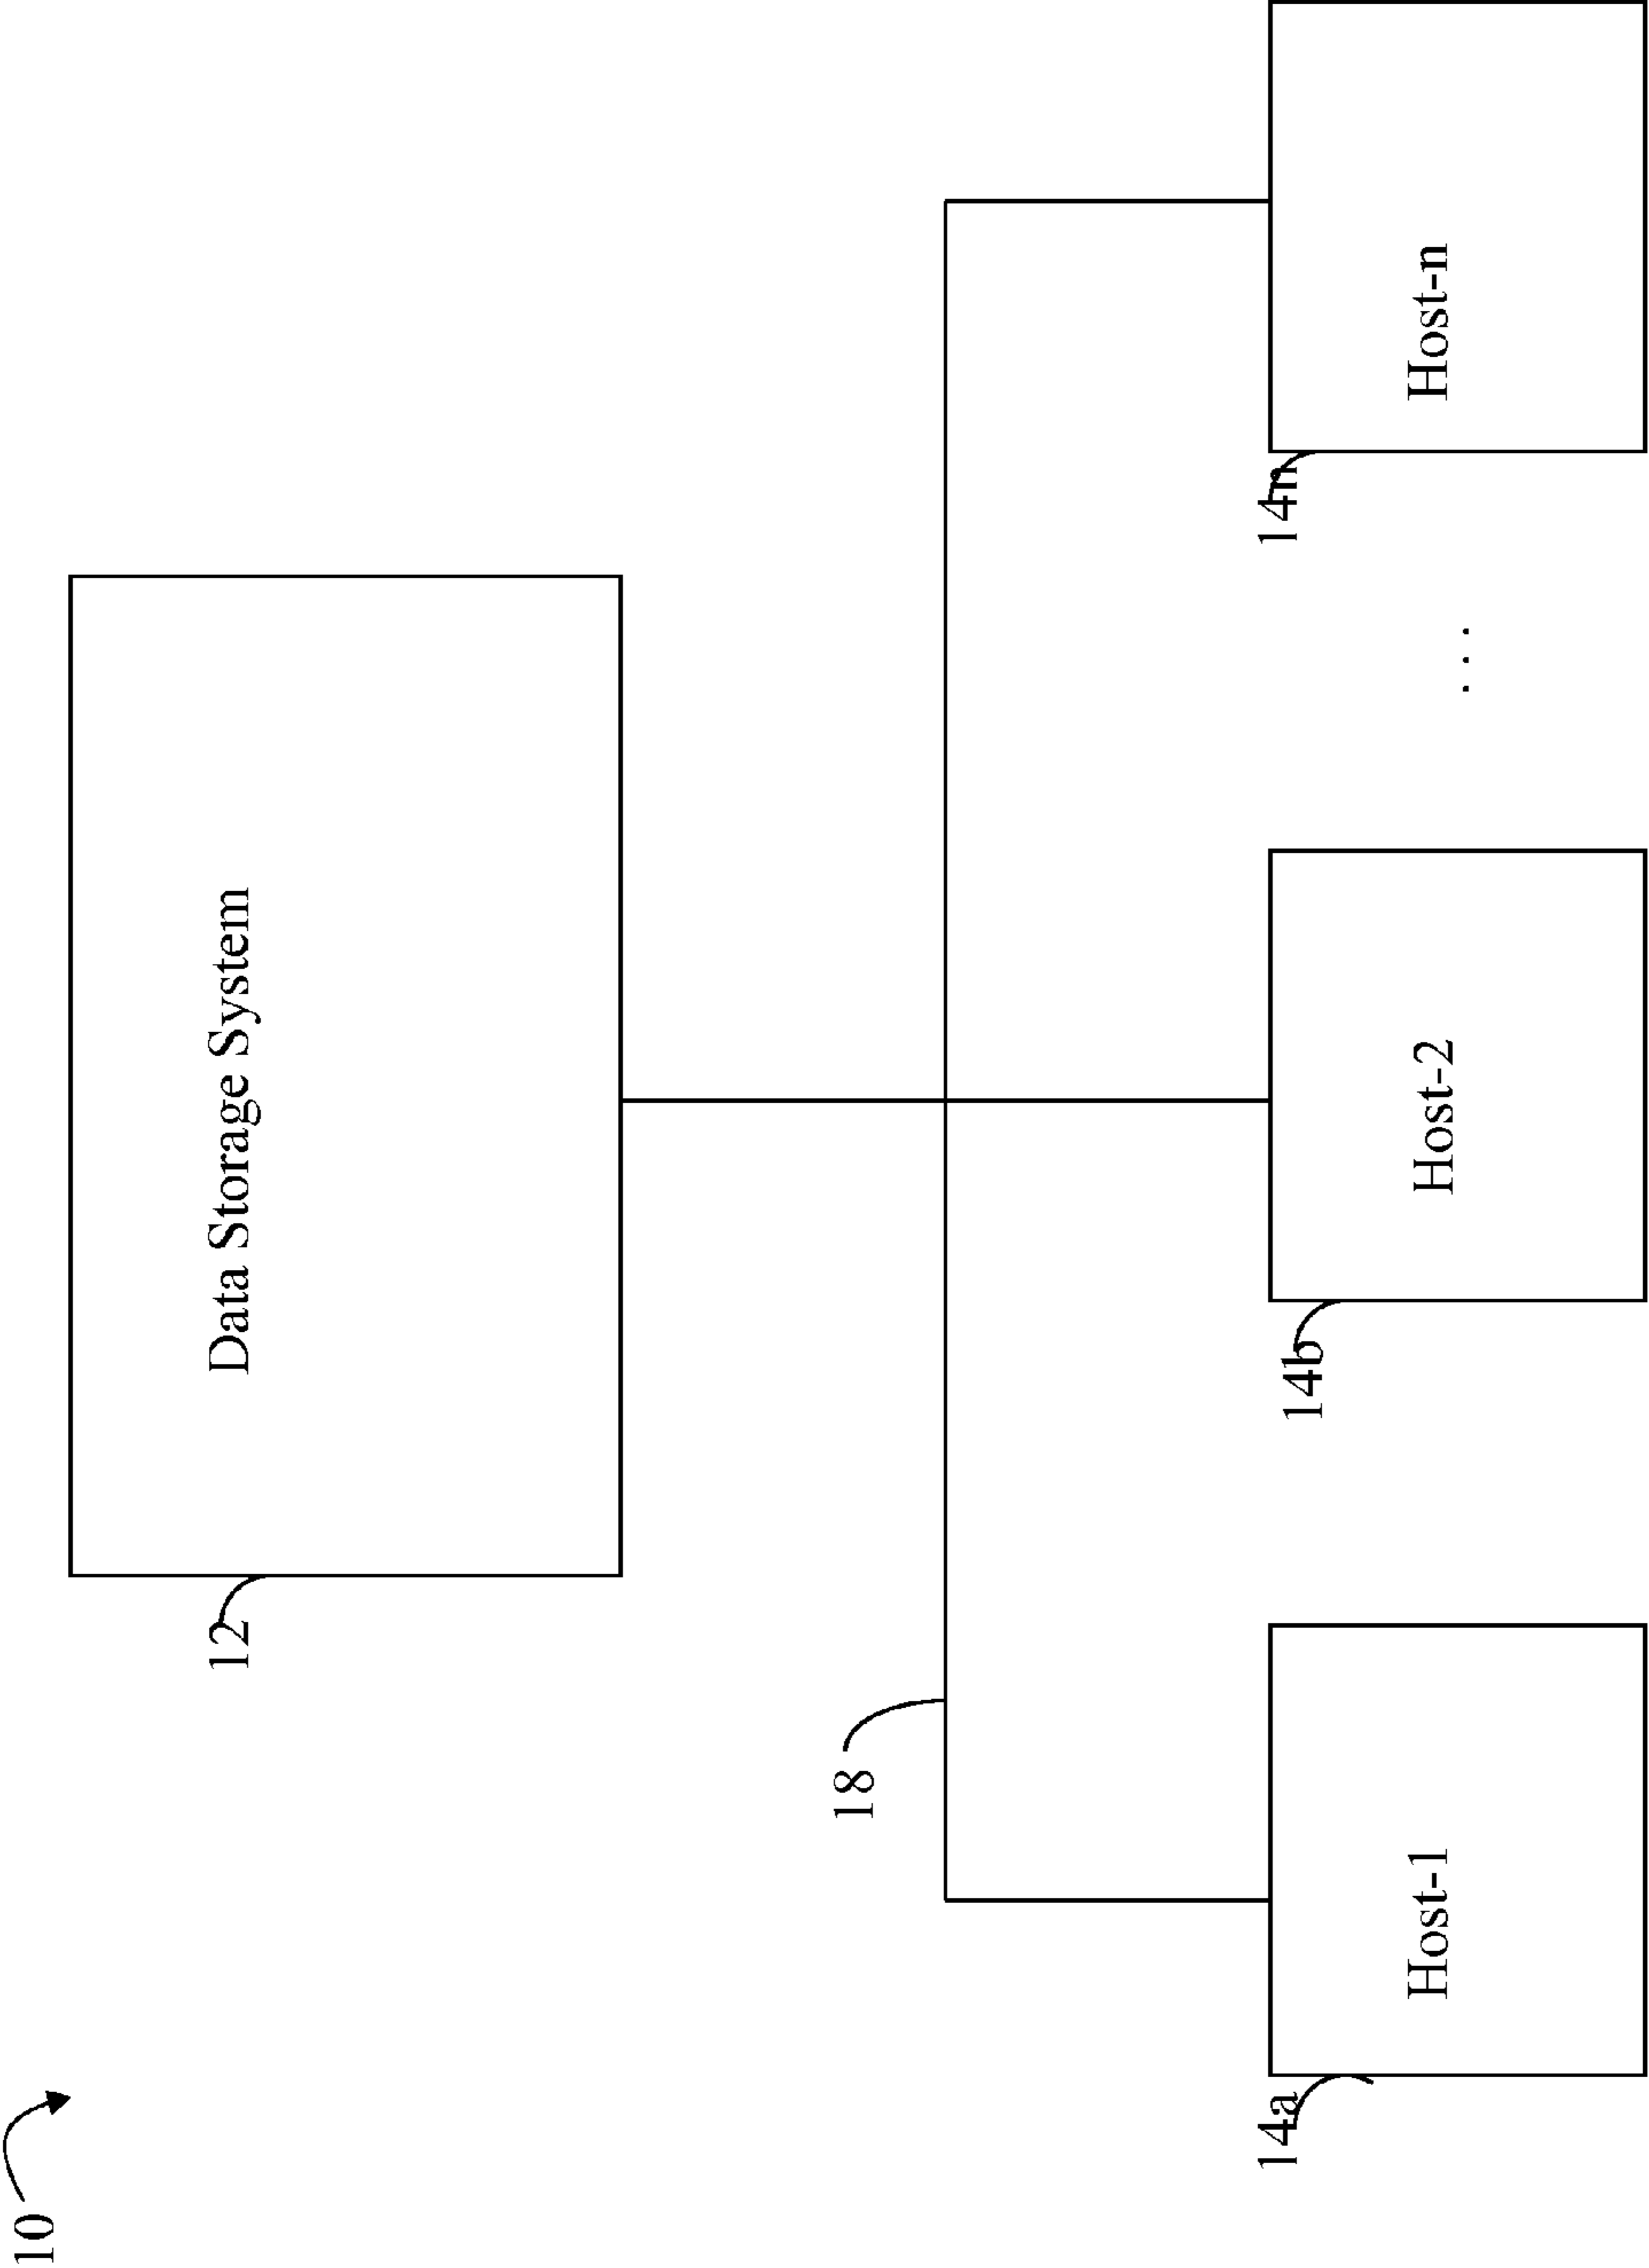 10
12
Data Storage System
18
14a
Host-1
14b
Host-2
. . .
14n
Host-n